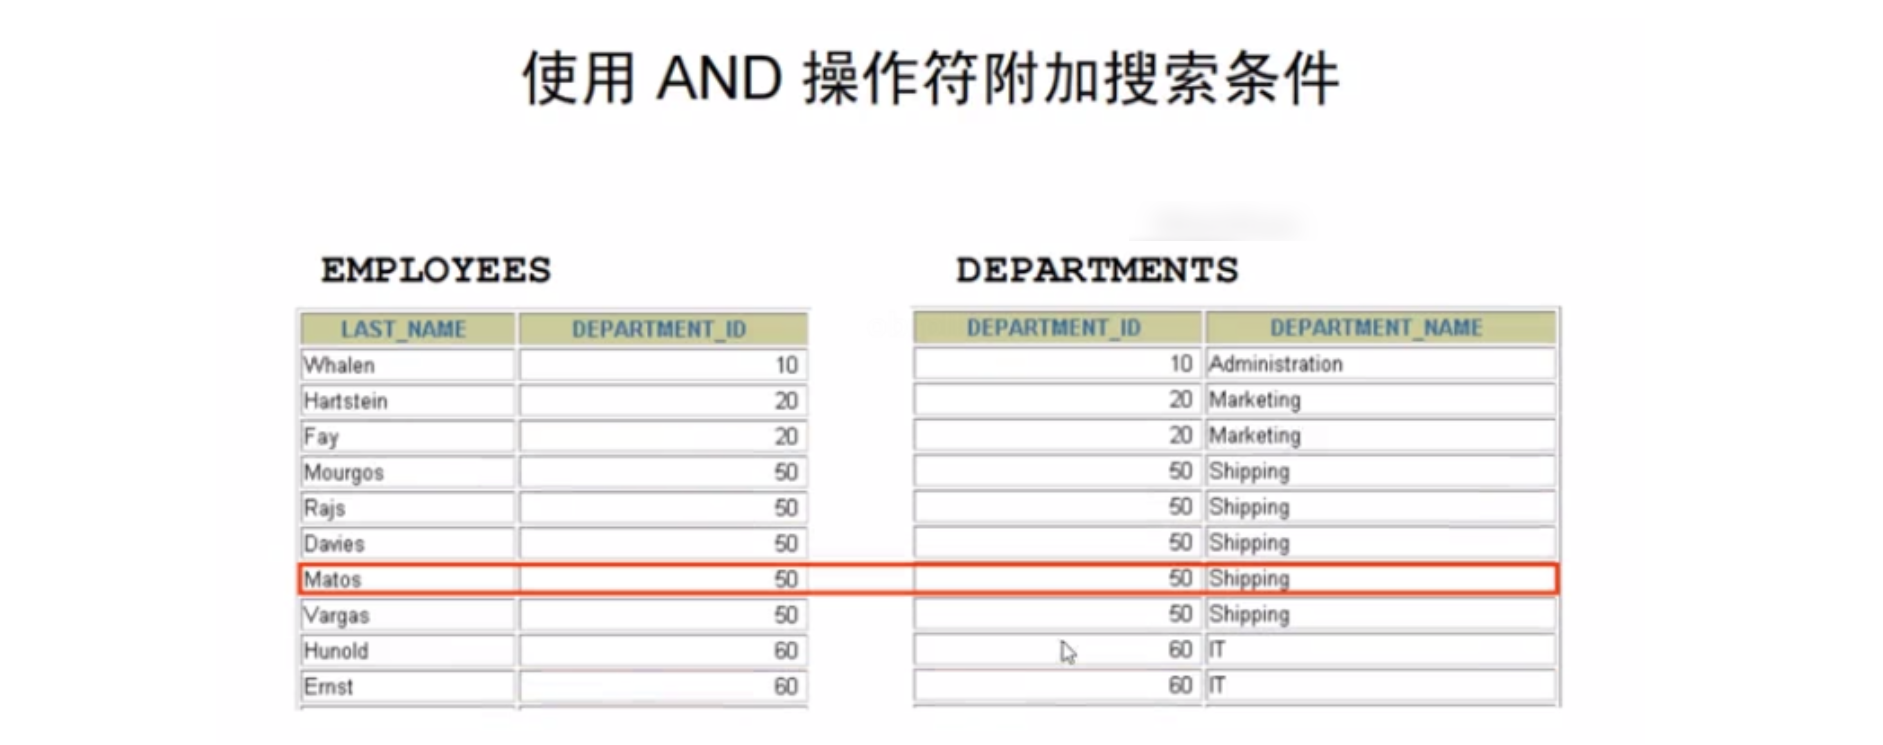 使用 AND 操作符附加搜索条件
EMPLOYEES
LAST_NAME DEPARTMENT_ID
Whalen 10
Hartstein 20
Fay 20
Mourgos 50
Rajs 50
Davies 50
Matos 50
Vargas 50
Hunold 60
Ernst 60
DEPARTMENTS
DEPARTMENT_ID DEPARTMENT_NAME
10 Administration
20 Marketing
20 Marketing
50 Shipping
50 Shipping
50 Shipping
50 Shipping
50 Shipping
60 IT
60 IT